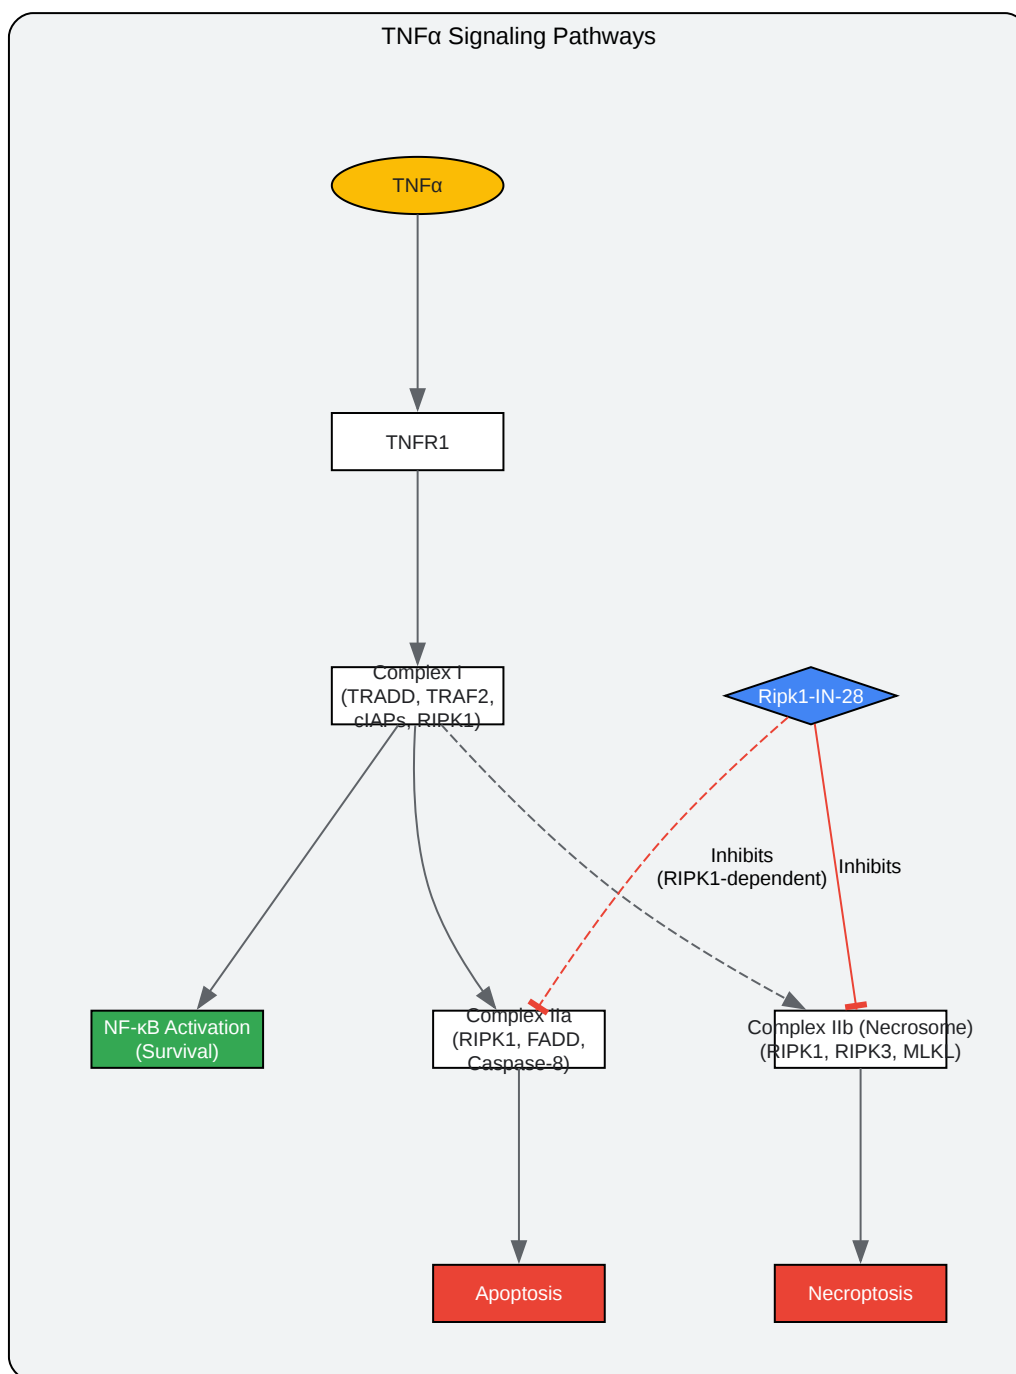 TNFα Signaling Pathways
TNFα
TNFR1
Complex I
(TRADD, TRAF2,
cIAPs, RIPK1)
Ripk1-IN-28
Inhibits
(RIPK1-dependent)
Inhibits
NF-κB Activation
(Survival)
Complex IIa
(RIPK1, FADD,
Caspase-8)
Complex IIb (Necrosome)
(RIPK1, RIPK3, MLKL)
Apoptosis
Necroptosis